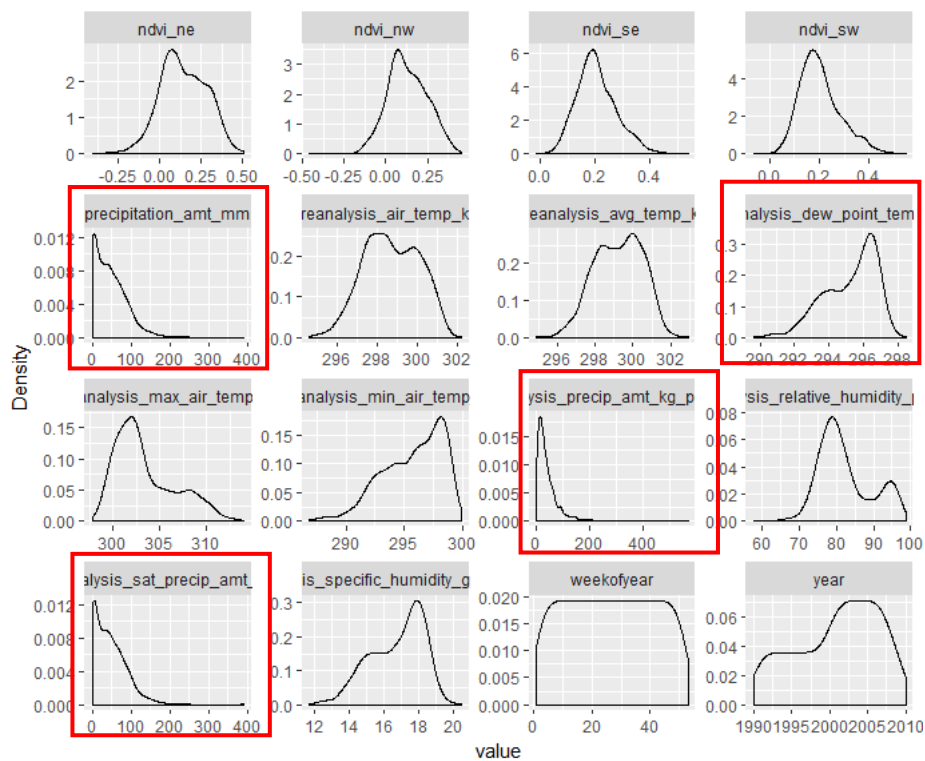 ndvi_ne ndvi_nw ndvi_se ndvi_sw
2 3 6 4
1 2 4 2
0 1 2 0
0 0
-0.25 0.00 0.25 0.50 -0.50 -0.25 0.00 0.25 0.0 0.2 0.4 0.0 0.2 0.4
precipitation_amt_mm reanalysis_air_temp_k eanalysis_avg_temp_k nalysis_dew_point_tem
0.012 0.2 0.2 0.3
0.008 0.1 0.1 0.2
0.004 0.0 0.0 0.1
0.000 0.0
0 100 200 300 400 296 298 300 302 296 298 300 302 290 292 294 296 298
Density
analysis_max_air_temp analysis_min_air_temp ysis_precip_amt_kg_p ysis_relative_humidity_p
0.15 0.15 0.015 0.08
0.10 0.10 0.010 0.06
0.05 0.05 0.005 0.04
0.00 0.00 0.000 0.02
0.00
300 305 310 290 295 300 0 200 400 60 70 80 90 100
alysis_sat_precip_amt_ is_specific_humidity_g weekofyear year
0.012 0.3 0.020 0.06
0.008 0.2 0.015 0.04
0.004 0.1 0.010 0.02
0.000 0.0 0.005 0.00
0.000
0 100 200 300 400 12 14 16 18 20 0 20 40 1990 1995 2000 2005 2010
value